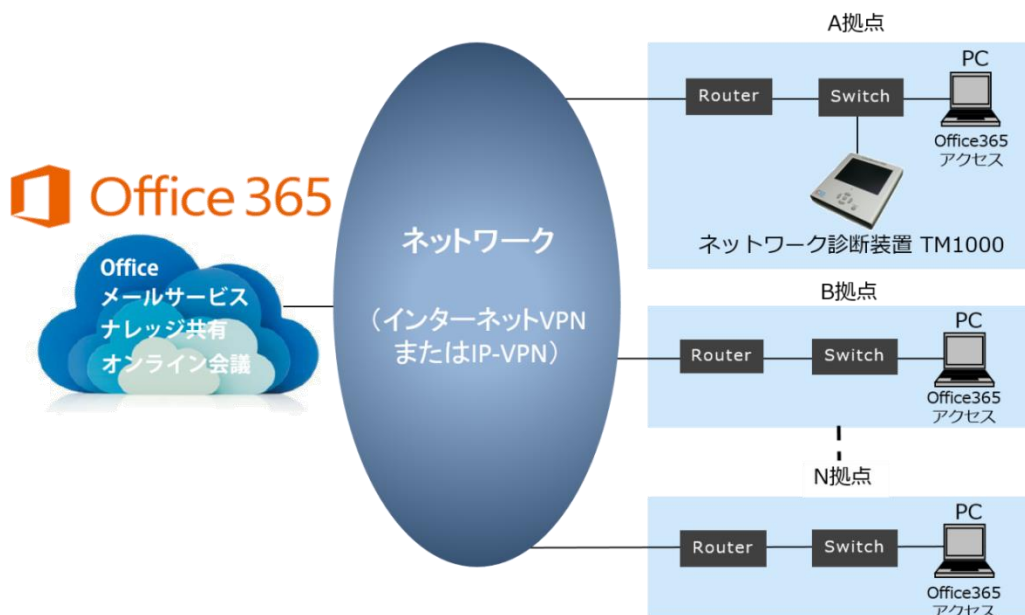 Office 365
Office
メールサービス
ナレッジ共有
オンライン会議
ネットワーク
（インターネットVPN
またはIP-VPN）
A拠点
Router
Switch
PC
Office365
アクセス
ネットワーク診断装置 TM1000
B拠点
Router
Switch
PC
Office365
アクセス
N拠点
Router
Switch
PC
Office365
アクセス